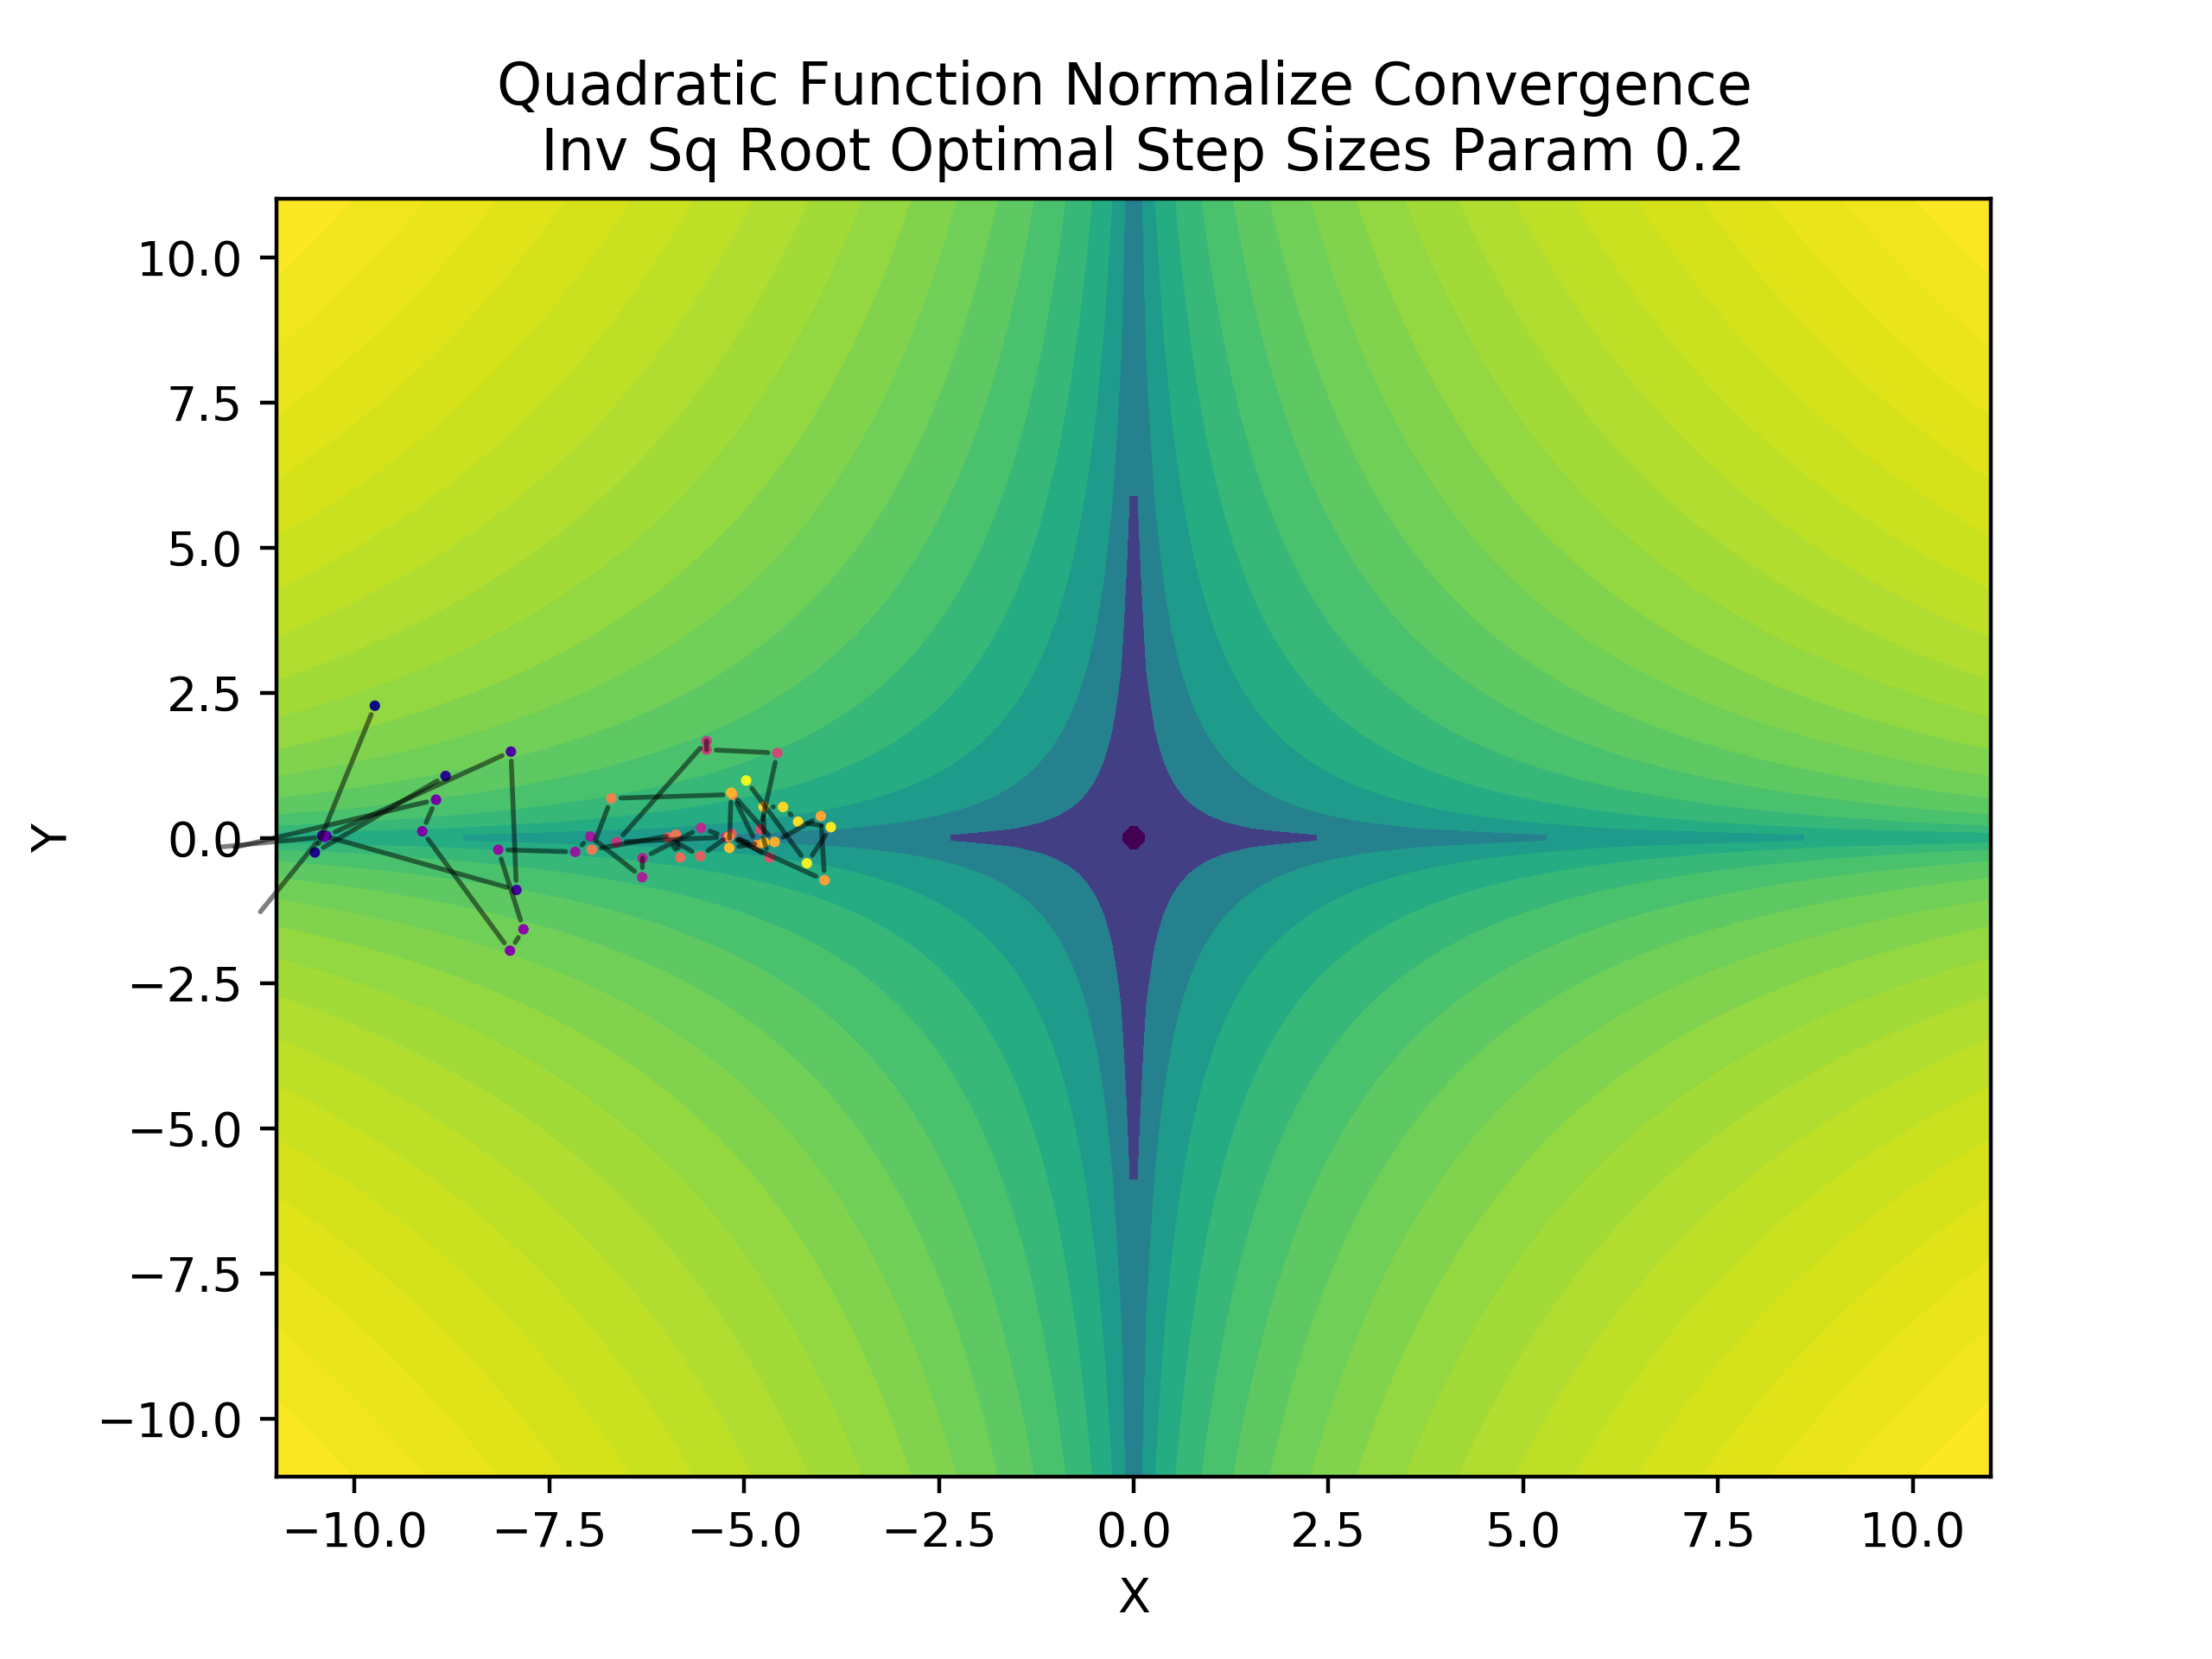 Quadratic Function Normalize Convergence
Inv Sq Root Optimal Step Sizes Param 0.2
10.0
7.5
5.0
2.5
0.0
−2.5
−5.0
−7.5
−10.0
Y
−10.0 −7.5 −5.0 −2.5 0.0 2.5 5.0 7.5 10.0
X